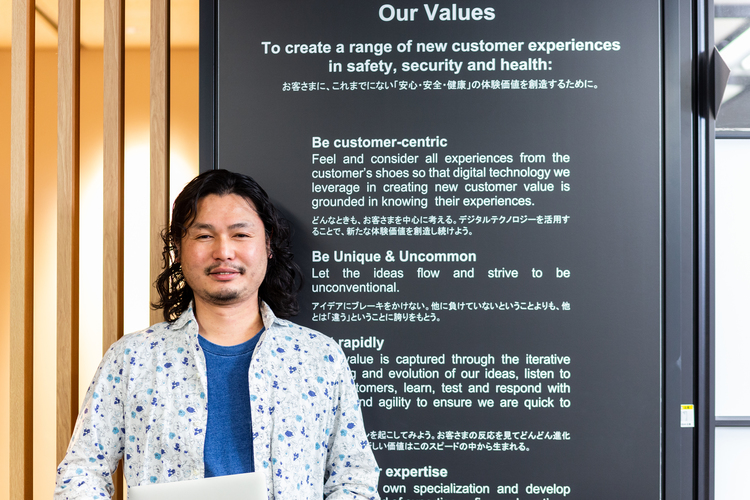 Our Values
To create a range of new customer experiences
in safety, security and health:
お客さまに、これまでにない「安心・安全・健康」の体験価値を創造するために。
Be customer-centric
Feel and consider all experiences from the
customer's shoes so that digital technology we
leverage in creating new customer value is
grounded in knowing their experiences.
どんなときも、お客さまを中心に考える。デジタルテクノロジーを活用す
ることで、新たな体験価値を創造し続けよう。
Be Unique & Uncommon
Let the ideas flow and strive to be
unconventional.
アイデアにブレーキをかけない。他に負けていないということよりも、他
とは「違う」ということに誇りをもとう。
rapidly
value is captured through the iterative
and evolution of our ideas, listen to
learn, test and respond with
and agility to ensure we are quick to
を起こしてみよう。お客さまの反応を見てどんどん進化
しい価値はこのスピードの中から生まれる。
expertise
own specialization and develop